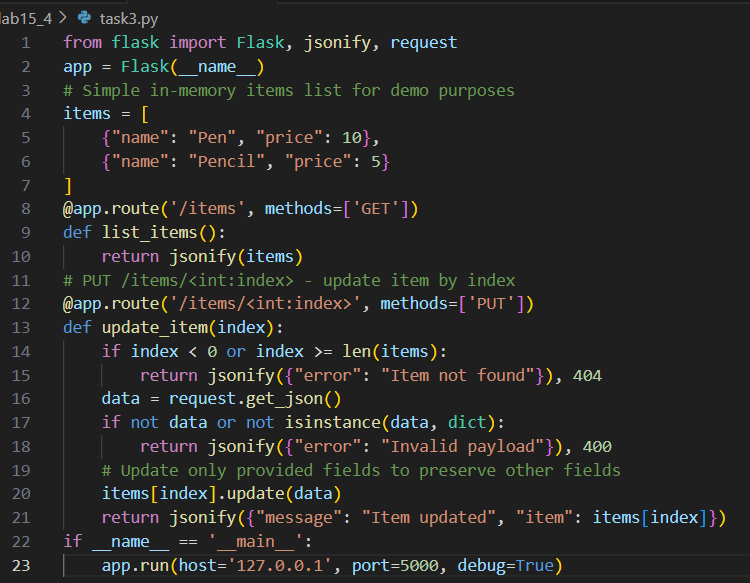 lab15_4 > task3.py
1 from flask import Flask, jsonify, request
2 app = Flask(__name__)
3 # Simple in-memory items list for demo purposes
4 items = [
5     {"name": "Pen", "price": 10},
6     {"name": "Pencil", "price": 5}
7 ]
8 @app.route('/items', methods=['GET'])
9 def list_items():
10     return jsonify(items)
11 # PUT /items/<int:index> - update item by index
12 @app.route('/items/<int:index>', methods=['PUT'])
13 def update_item(index):
14     if index < 0 or index >= len(items):
15         return jsonify({"error": "Item not found"}), 404
16     data = request.get_json()
17     if not data or not isinstance(data, dict):
18         return jsonify({"error": "Invalid payload"}), 400
19     # Update only provided fields to preserve other fields
20     items[index].update(data)
21     return jsonify({"message": "Item updated", "item": items[index]})
22 if __name__ == '__main__':
23     app.run(host='127.0.0.1', port=5000, debug=True)